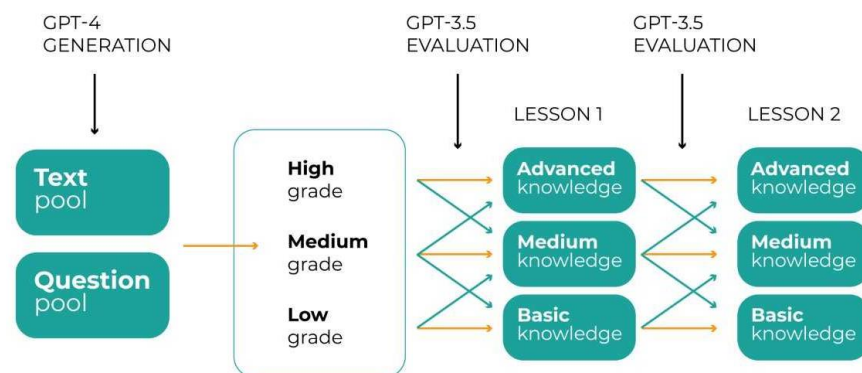 GPT-4
GENERATION
GPT-3.5
EVALUATION
GPT-3.5
EVALUATION
LESSON 1
LESSON 2
Text
pool
Question
pool
High
grade
Medium
grade
Low
grade
Advanced
knowledge
Medium
knowledge
Basic
knowledge
Advanced
knowledge
Medium
knowledge
Basic
knowledge